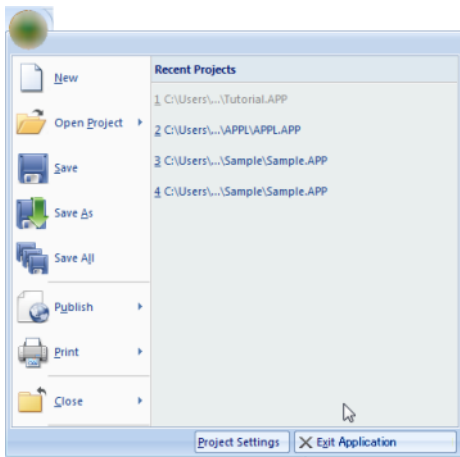 New
Open Project
Save
Save As
Save All
Publish
Print
Close
Recent Projects
1 C:\Users\,...\Tutorial.APP
2 C:\Users\,...\APPL\APPL.APP
3 C:\Users\,...\Sample\Sample.APP
4 C:\Users\,...\Sample\Sample.APP
Project Settings
Exit Application